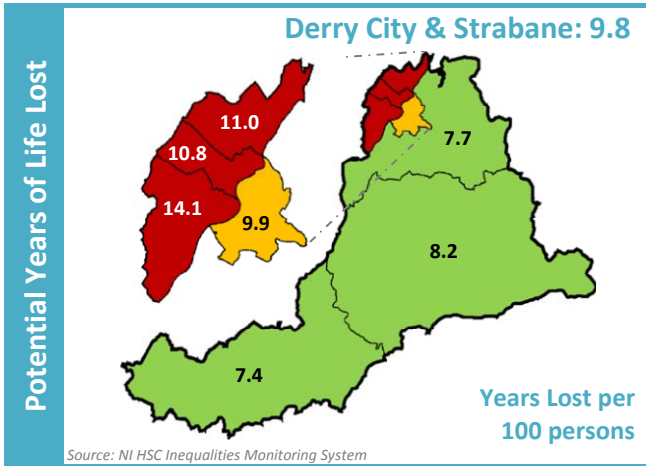 Potential Years of Life Lost
Derry City & Strabane: 9.8
11.0
10.8
14.1
9.9
7.7
8.2
7.4
Years Lost per
100 persons
Source: NI HSC Inequalities Monitoring System